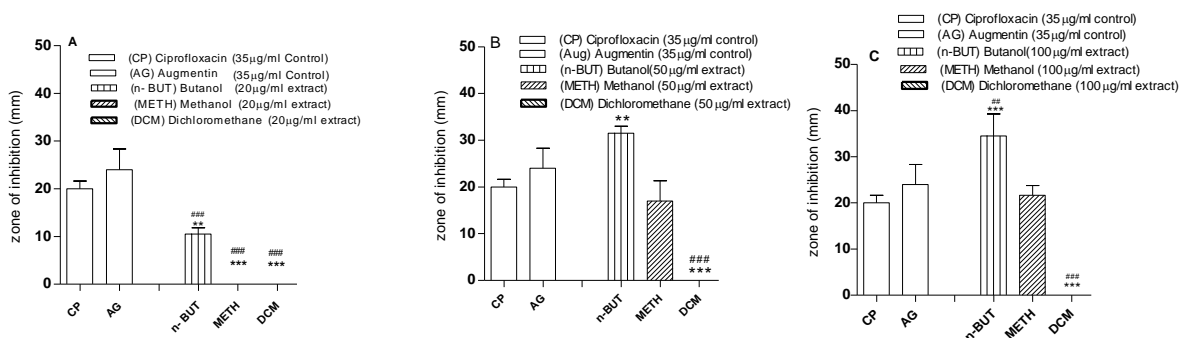 A
(CP) Ciprofloxacin (35µg/ml Control)
(AG) Augmentin (35µg/ml Control)
(n- BUT) Butanol (20µg/ml extract)
(METH) Methanol (20µg/ml extract)
(DCM) Dichloromethane (20µg/ml extract)
zone of inhibition (mm)
50
40
30
20
10
0
###
**
###
***
###
***
CP
AG
n- BUT
METH
DCM
B
(CP) Ciprofloxacin (35µg/ml control)
(Aug) Augmentin (35µg/ml control)
(n-BUT) Butanol(50µg/ml extract)
(METH) Methanol (50µg/ml extract)
(DCM) Dichloromethane (50µg/ml extract)
zone of inhibition (mm)
50
40
30
20
10
0
**
###
***
CP
AG
n-BUT
METH
DCM
C
(CP) Ciprofloxacin (35µg/ml control)
(AG) Augmentin (35µg/ml control)
(n-BUT) Butanol(100µg/ml extract)
(METH) Methanol (100µg/ml extract)
(DCM) Dichloromethane (100µg/ml extract)
zone of inhibition (mm)
50
40
30
20
10
0
##
***
###
***
CP
AG
n-BUT
METH
DCM